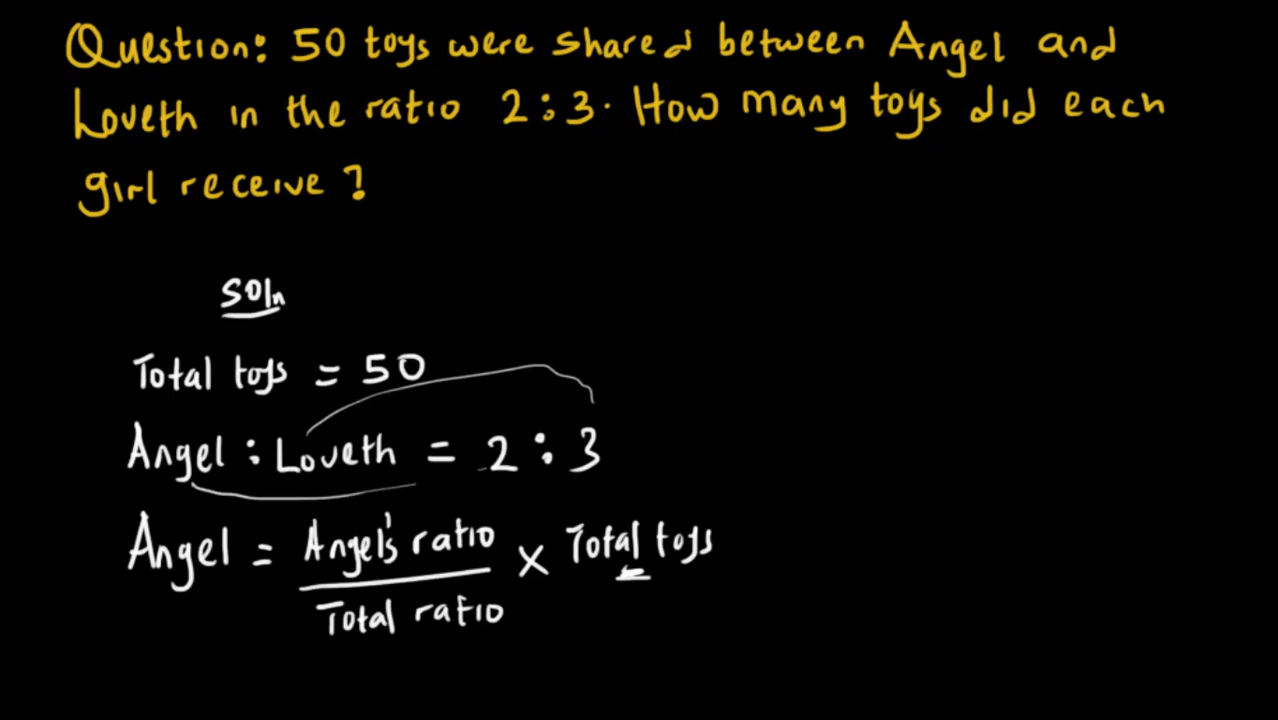 Question: 50 toys were shared between Angel and
Loveth in the ratio 2:3. How many toys did each
girl receive?
Soln
Total toys = 50
Angel : Loveth = 2 : 3
Angel = Angel's ratio / Total ratio × Total toys